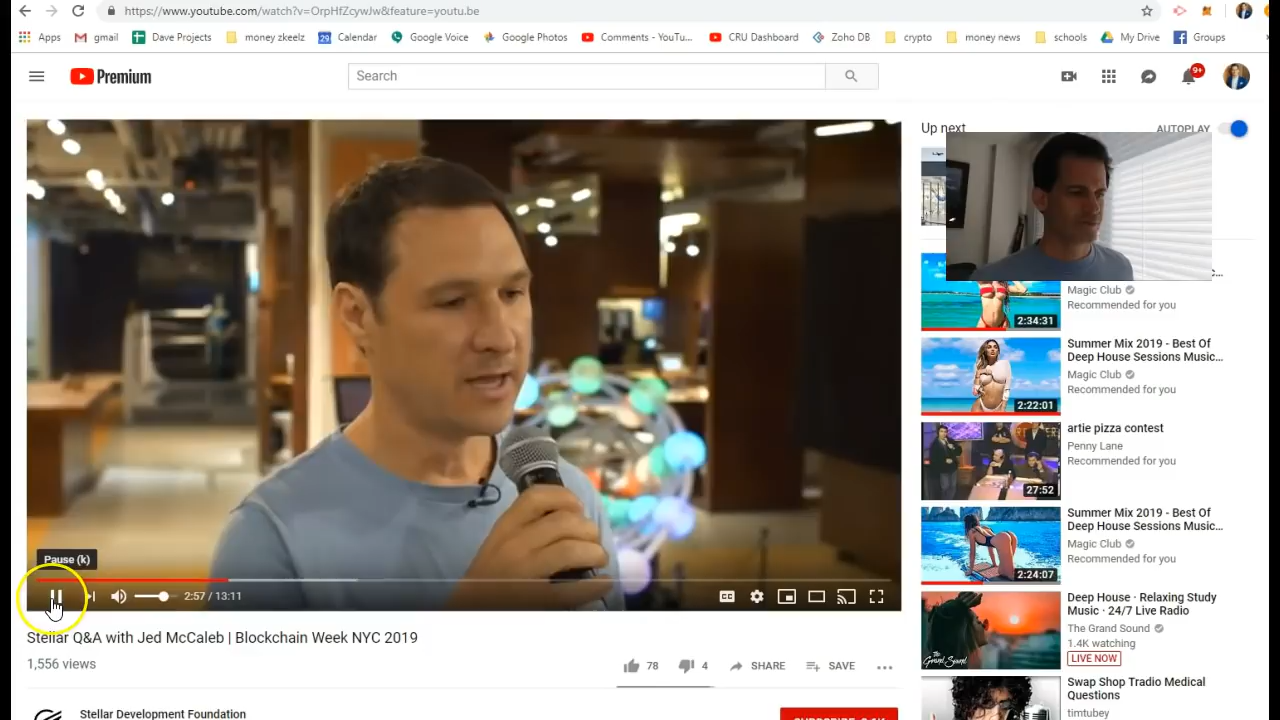 https://www.youtube.com/watch?v=OrpHfZcywJw&feature=youtu.be
Apps
gmail
Dave Projects
money zkeelz
29
Calendar
Google Voice
Google Photos
Comments - YouTu...
CRU Dashboard
Zoho DB
crypto
money news
schools
My Drive
Groups
Premium
Search
9+
Up next
AUTOPLAY
c...
Magic Club
Recommended for you
2:34:31
Summer Mix 2019 - Best Of
Deep House Sessions Music...
Magic Club
Recommended for you
2:22:01
artie pizza contest
Penny Lane
Recommended for you
27:52
Summer Mix 2019 - Best Of
Deep House Sessions Music...
Magic Club
Recommended for you
2:24:07
Deep House · Relaxing Study
Music · 24/7 Live Radio
The Grand Sound
1.4K watching
LIVE NOW
The Grand Sound
Swap Shop Tradio Medical
Questions
timtubey
Pause (k)
2:57 / 13:11
CC
Stellar Q&A with Jed McCaleb | Blockchain Week NYC 2019
1,556 views
78
4
SHARE
SAVE
Stellar Development Foundation